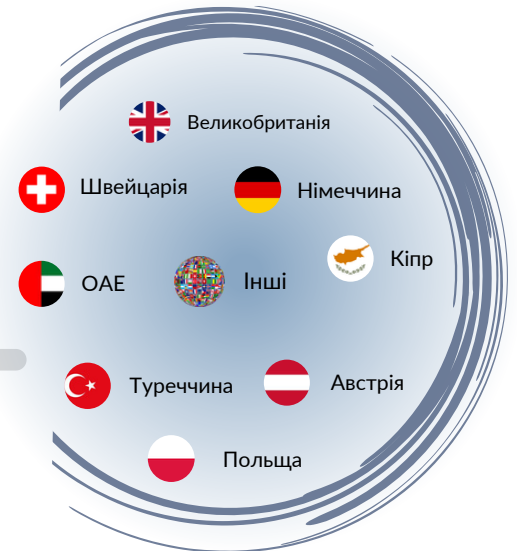 Великобританія
Швейцарія
Німеччина
Кіпр
ОАЕ
Інші
Туреччина
Австрія
Польща